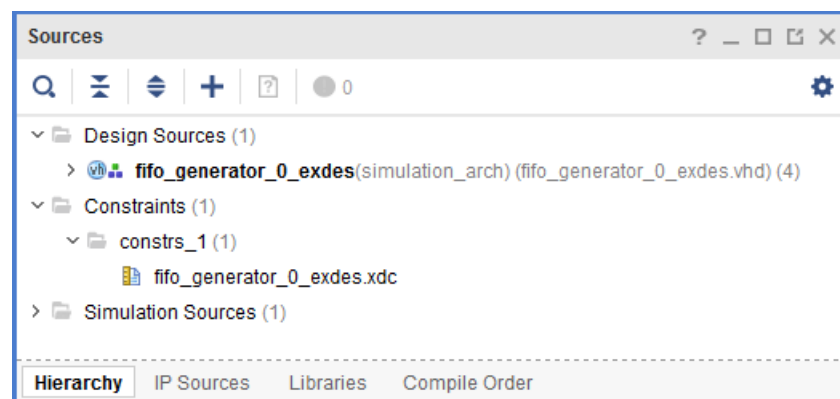 Sources ?
? 0
Design Sources (1)
vh fifo_generator_0_exdes(simulation_arch) (fifo_generator_0_exdes.vhd) (4)
Constraints (1)
constrs_1 (1)
fifo_generator_0_exdes.xdc
Simulation Sources (1)
Hierarchy IP Sources Libraries Compile Order